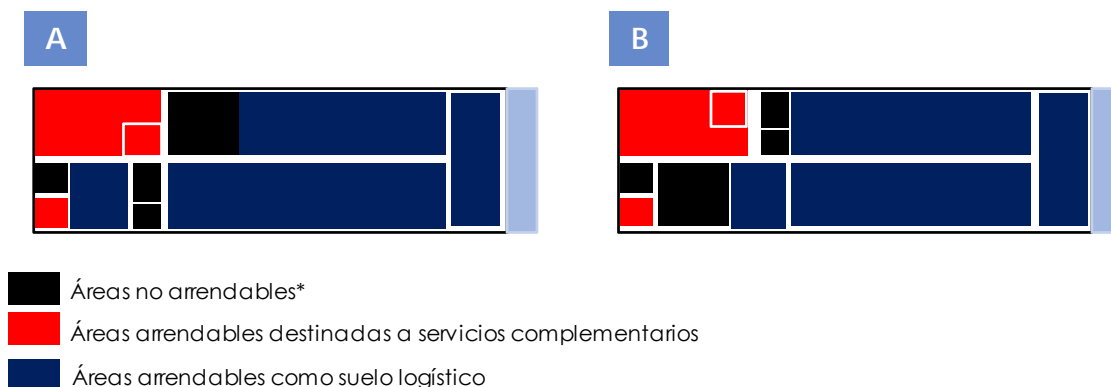 A
B
Áreas no arrendables*
Áreas arrendables destinadas a servicios complementarios
Áreas arrendables como suelo logístico